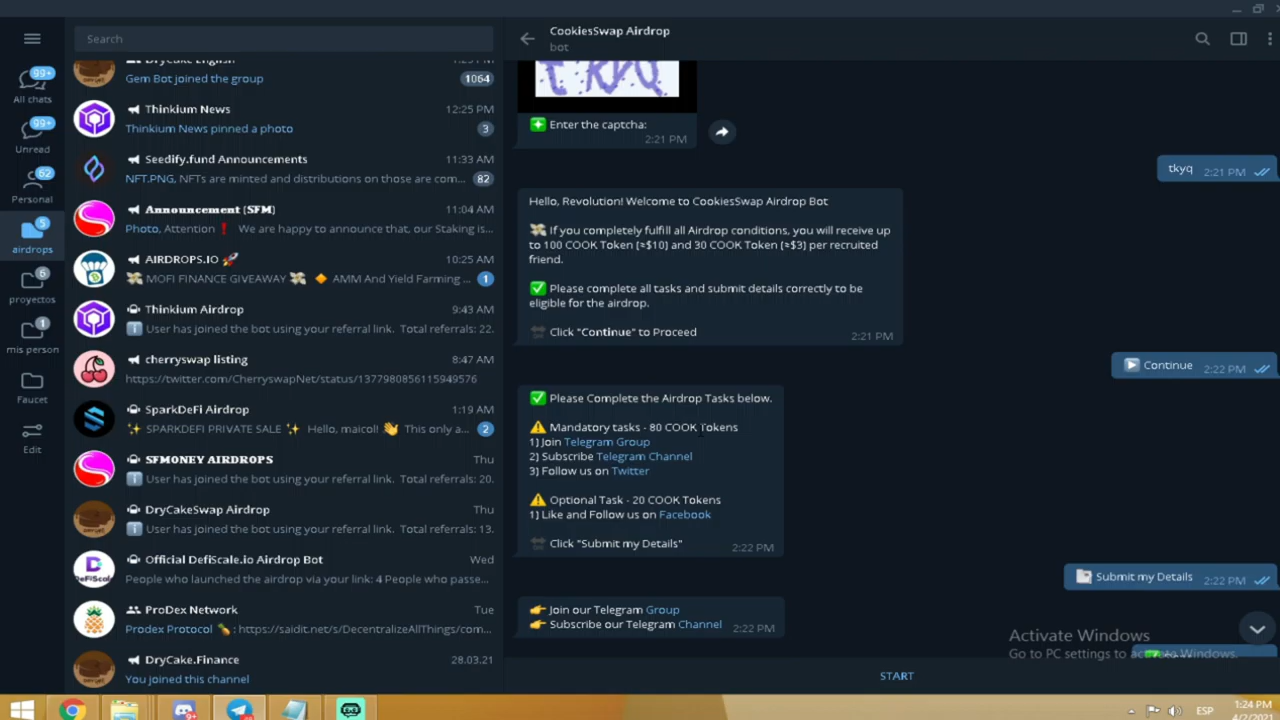 Search
All chats
Unread
Personal
airdrops
proyectos
mis person
Faucet
Edit
99+
99+
62
5
6
1
DryCake English
Gem Bot joined the group
1064
Thinkium News
12:25 PM
Thinkium News pinned a photo
3
Seedify.fund Announcements
11:33 AM
NFT.PNG, NFTs are minted and distributions on those are com...
82
Announcement (SFM)
11:04 AM
Photo, Attention ❗ We are happy to announce that, our Staking is...
AIRDROPS.IO 🚀
10:25 AM
💸 MOFI FINANCE GIVEAWAY 💸 🔸 AMM And Yield Farming ...
1
Thinkium Airdrop
9:43 AM
ℹ️ User has joined the bot using your referral link. Total referrals: 22.
cherryswap listing
8:47 AM
https://twitter.com/CherryswapNet/status/1377980856115949576
SparkDeFi Airdrop
1:19 AM
✨ SPARKDEFI PRIVATE SALE ✨ Hello, maicol! 👋 This only a...
2
SFMONEY AIRDROPS
Thu
ℹ️ User has joined the bot using your referral link. Total referrals: 20.
DryCakeSwap Airdrop
Thu
ℹ️ User has joined the bot using your referral link. Total referrals: 13.
Official DefiScale.io Airdrop Bot
Wed
People who launched the airdrop via your link: 4 People who passe...
ProDex Network
Tue
Prodex Protocol 🍍: https://saidit.net/s/DecentralizeAllThings/com...
DryCake.Finance
28.03.21
You joined this channel
CookiesSwap Airdrop
bot
Enter the captcha:
2:21 PM
tkyq 2:21 PM
Hello, Revolution! Welcome to CookiesSwap Airdrop Bot
💸 If you completely fulfill all Airdrop conditions, you will receive up
to 100 COOK Token (≈$10) and 30 COOK Token (≈$3) per recruited
friend.
✅ Please complete all tasks and submit details correctly to be
eligible for the airdrop.
Click "Continue" to Proceed
2:21 PM
▶️ Continue 2:22 PM
✅ Please Complete the Airdrop Tasks below.
⚠️ Mandatory tasks - 80 COOK Tokens
1) Join Telegram Group
2) Subscribe Telegram Channel
3) Follow us on Twitter
⚠️ Optional Task - 20 COOK Tokens
1) Like and Follow us on Facebook
Click "Submit my Details"
2:22 PM
Submit my Details 2:22 PM
👉 Join our Telegram Group
👉 Subscribe our Telegram Channel 2:22 PM
Activate Windows
Go to PC settings to activate Windows.
START
ESP
1:24 PM
4/2/2021